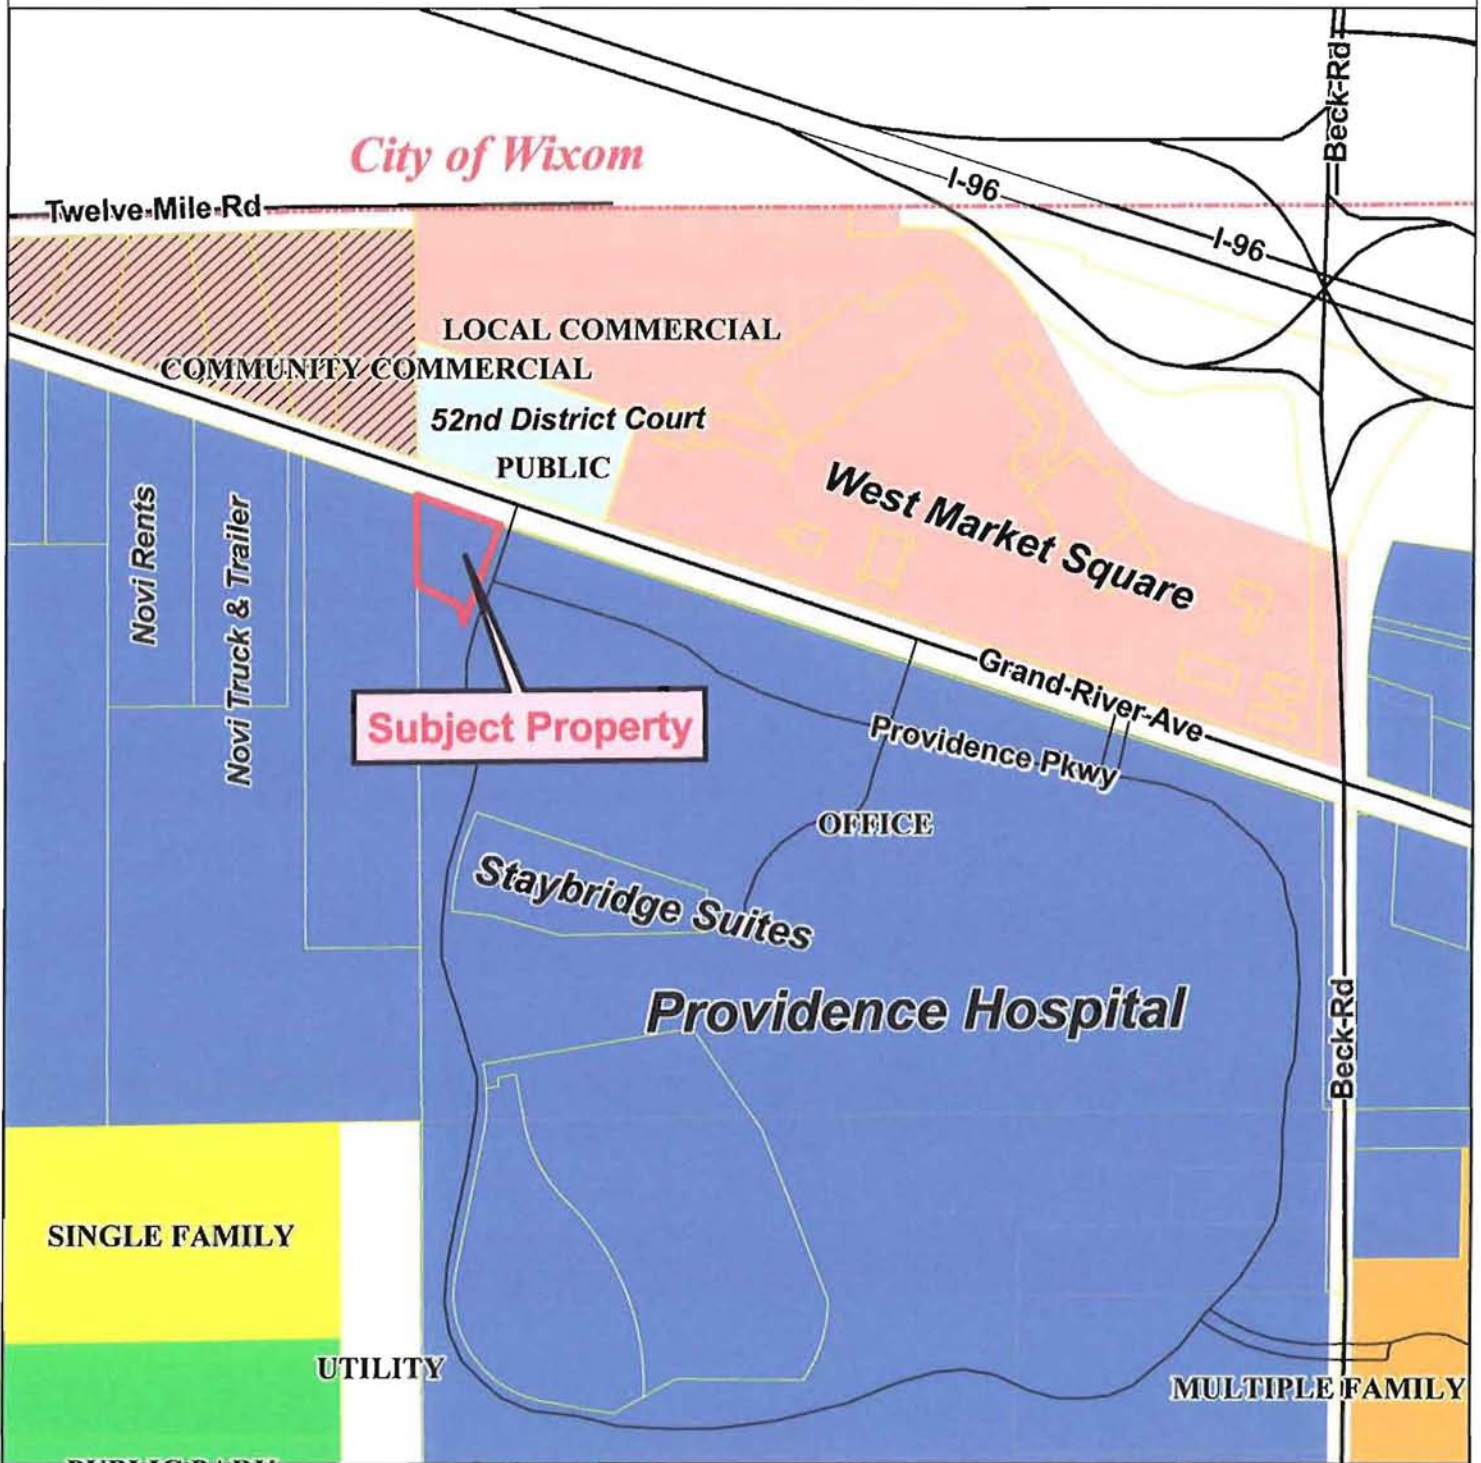 Beck-Rd
City of Wixom
I-96
Twelve-Mile-Rd
I-96
LOCAL COMMERCIAL
COMMUNITY COMMERCIAL
52nd District Court
PUBLIC
West Market Square
Novi Rents
Novi Truck & Trailer
Grand-River-Ave
Subject Property
Providence-Pkwy
OFFICE
Staybridge Suites
Providence Hospital
Beck-Rd
SINGLE FAMILY
UTILITY
MULTIPLE FAMILY
PUBLIC PARK